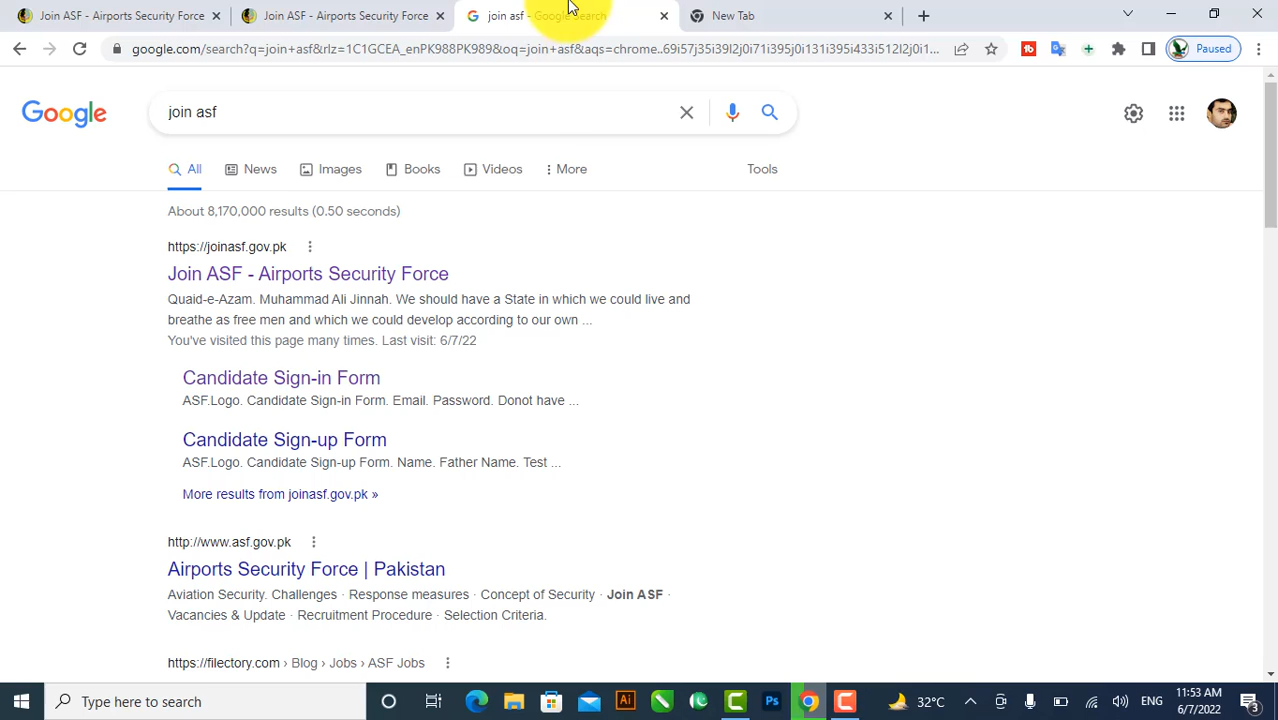 Join ASF - Airports Security Force
Join ASF - Airports Security Force
join asf - Google Search
New Tab
google.com/search?q=join+asf&rlz=1C1GCEA_enPK988PK989&oq=join+asf&aqs=chrome..69i57j35i39l2j0i71i395j0i131i395i433i512l2j0i1...
Paused
Google
join asf
All
News
Images
Books
Videos
More
Tools
About 8,170,000 results (0.50 seconds)
https://joinasf.gov.pk
Join ASF - Airports Security Force
Quaid-e-Azam. Muhammad Ali Jinnah. We should have a State in which we could live and
breathe as free men and which we could develop according to our own ...
You've visited this page many times. Last visit: 6/7/22
Candidate Sign-in Form
ASF.Logo. Candidate Sign-in Form. Email. Password. Donot have ...
Candidate Sign-up Form
ASF.Logo. Candidate Sign-up Form. Name. Father Name. Test ...
More results from joinasf.gov.pk »
http://www.asf.gov.pk
Airports Security Force | Pakistan
Aviation Security. Challenges · Response measures · Concept of Security · Join ASF ·
Vacancies & Update · Recruitment Procedure · Selection Criteria.
https://filectory.com › Blog › Jobs › ASF Jobs
Type here to search
Ai
Ps
32°C
ENG
11:53 AM
6/7/2022
3